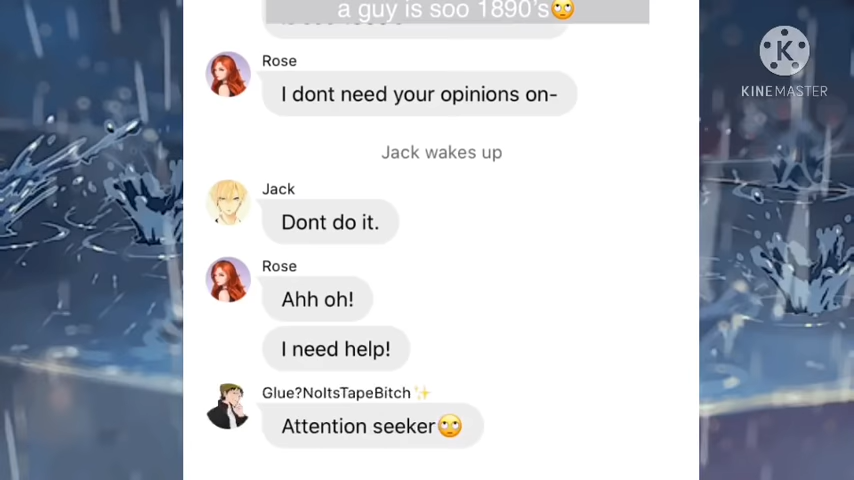 a guy is soo 1890's🙄
Rose
I dont need your opinions on-
Jack wakes up
Jack
Dont do it.
Rose
Ahh oh!
I need help!
Glue?NoItsTapeBitch✨
Attention seeker🙄
KINEMASTER